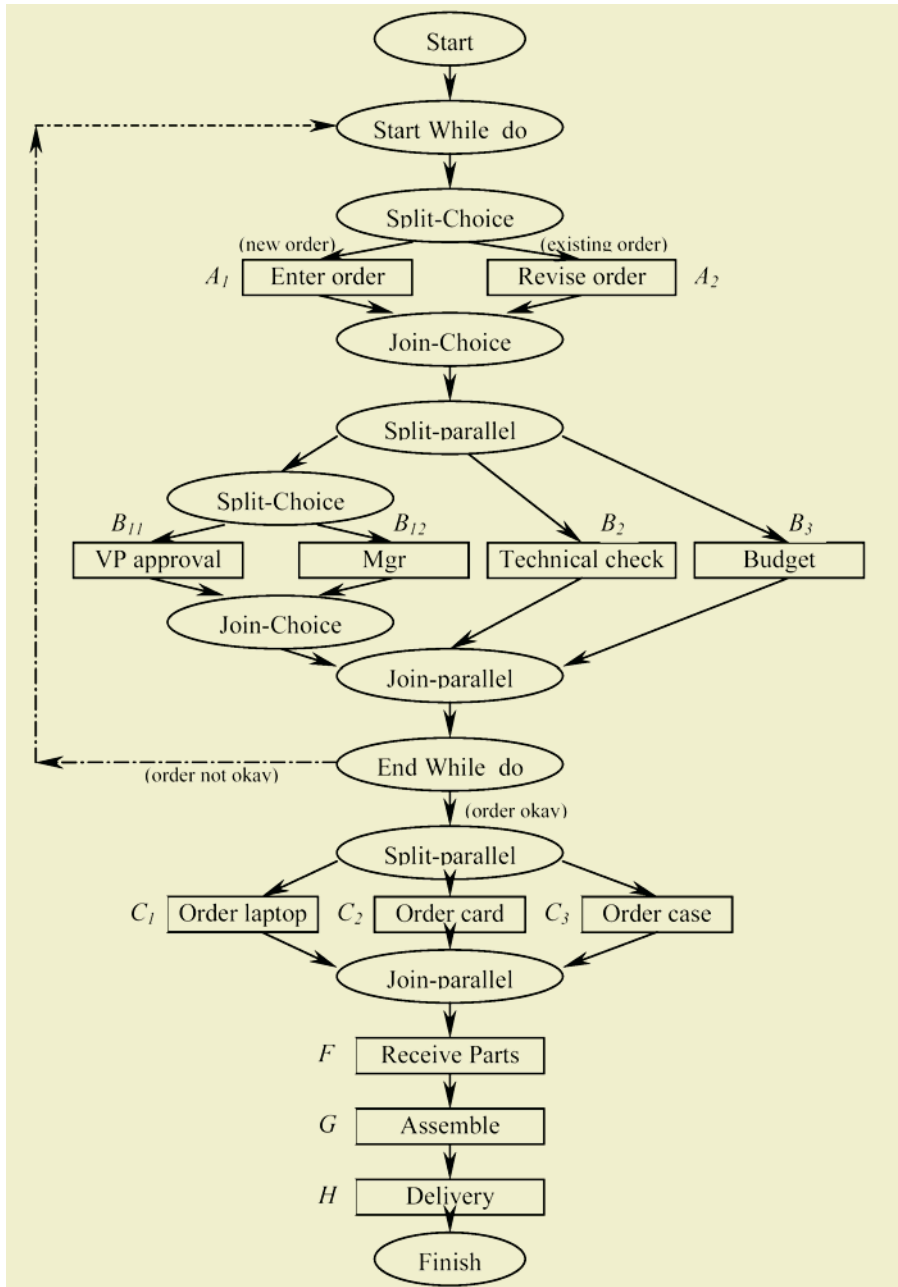 Start
Start While do
Split-Choice
(new order)
(existing order)
A1
Enter order
Revise order
A2
Join-Choice
Split-parallel
Split-Choice
B11
B12
B2
B3
VP approval
Mgr
Technical check
Budget
Join-Choice
Join-parallel
End While do
(order not okay)
(order okay)
Split-parallel
C1
Order laptop
C2
Order card
C3
Order case
Join-parallel
F
Receive Parts
G
Assemble
H
Delivery
Finish